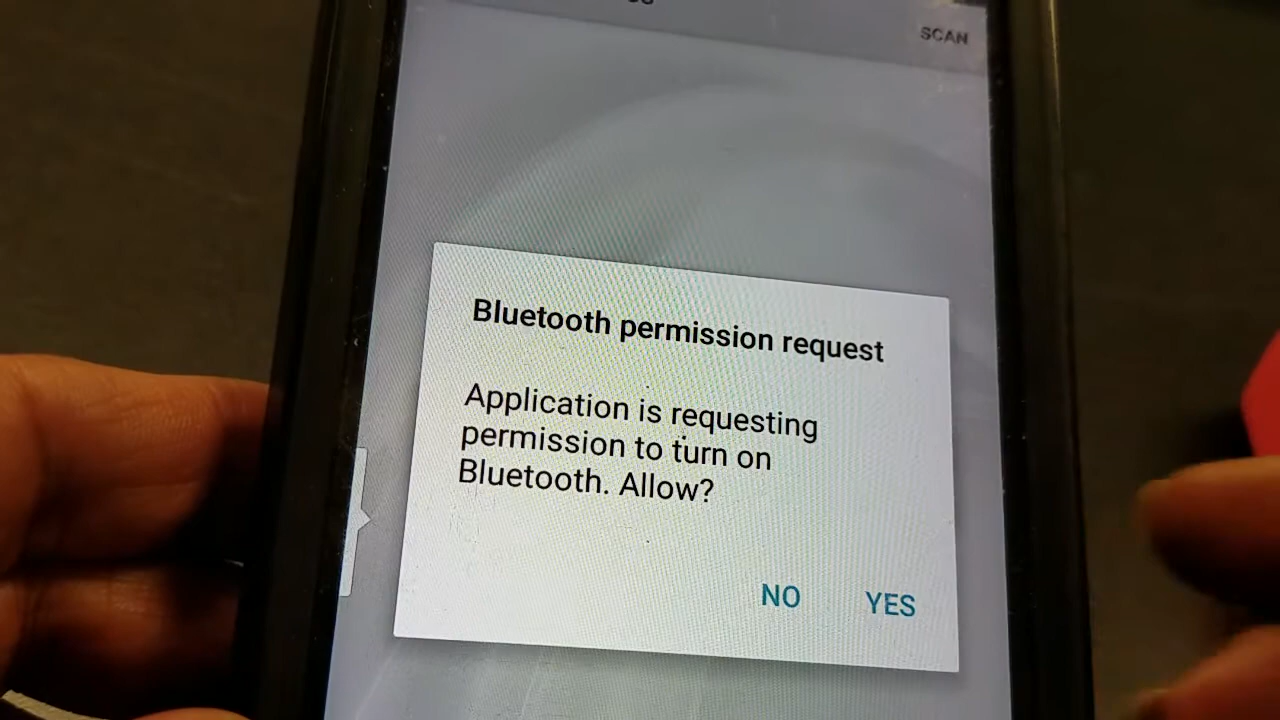 SCAN
Bluetooth permission request
Application is requesting
permission to turn on
Bluetooth. Allow?
NO YES